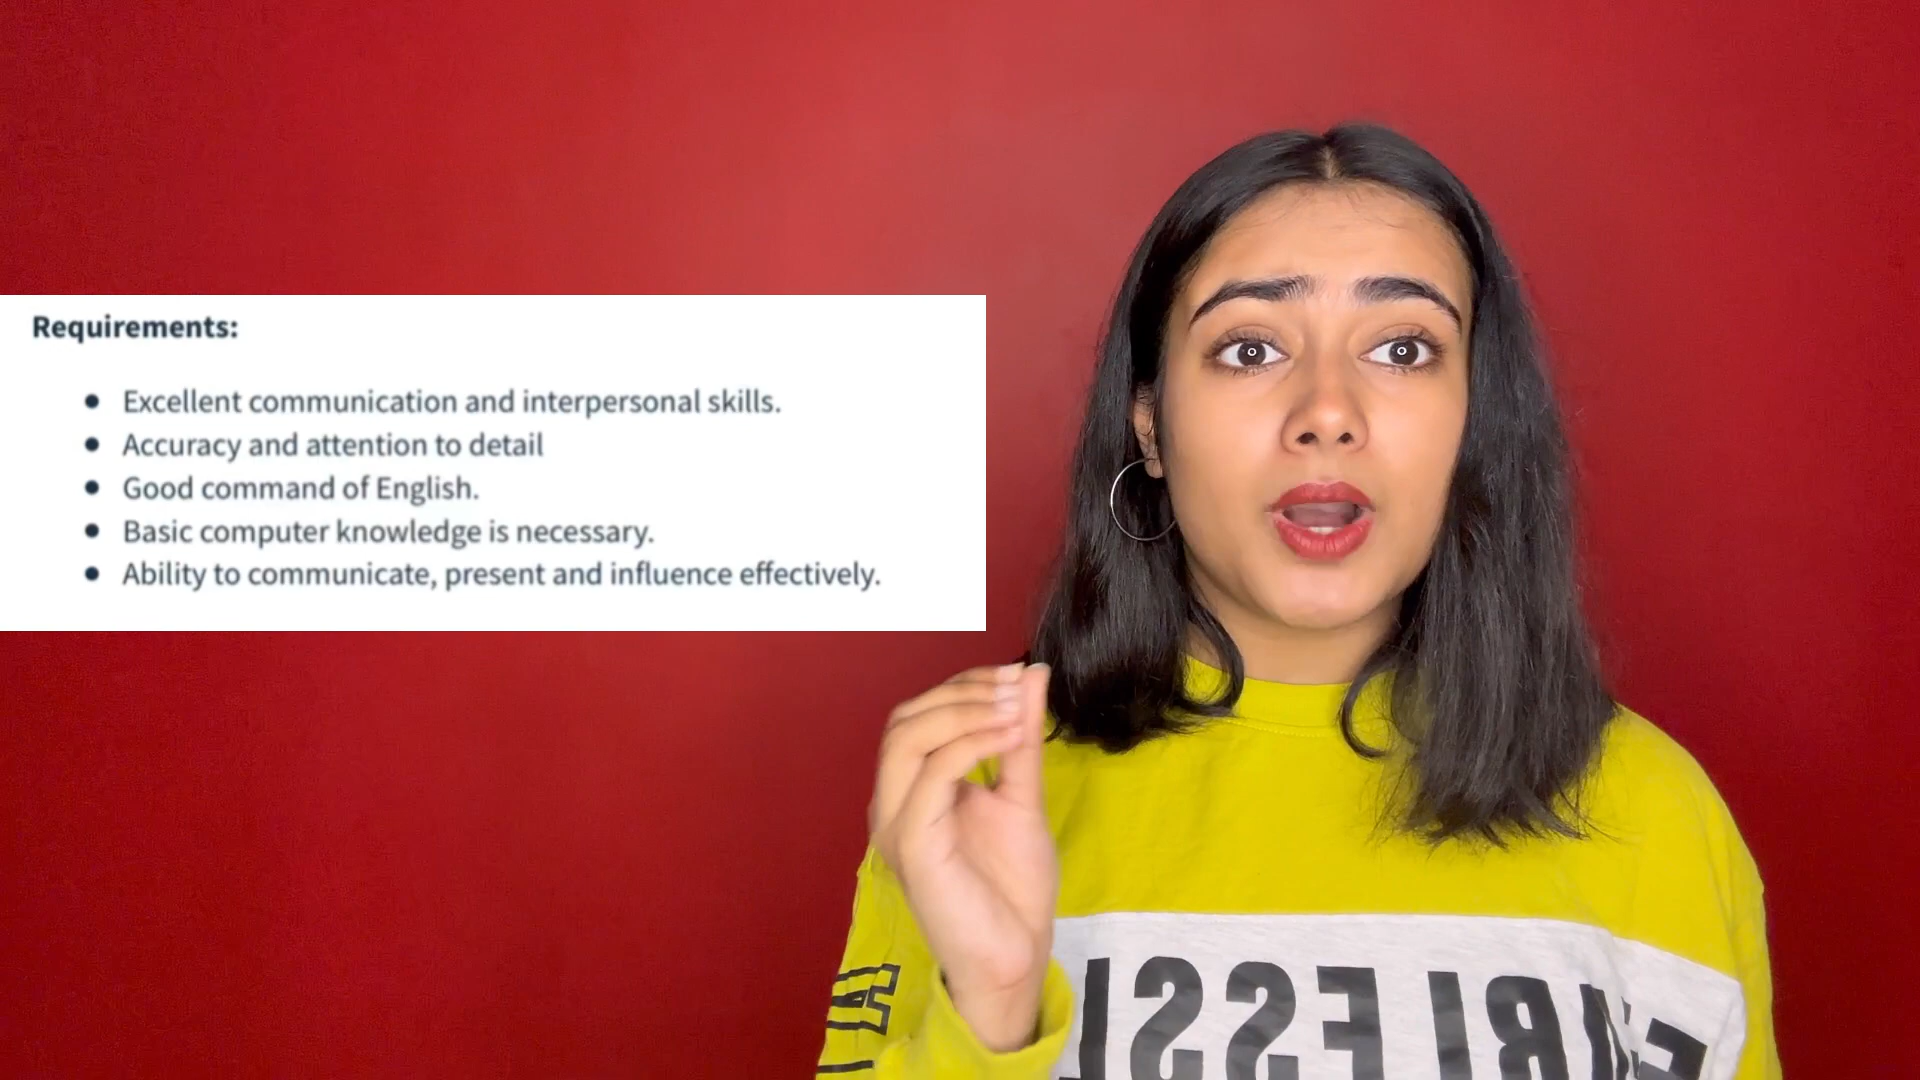 Requirements:
Excellent communication and interpersonal skills.
Accuracy and attention to detail
Good command of English.
Basic computer knowledge is necessary.
Ability to communicate, present and influence effectively.